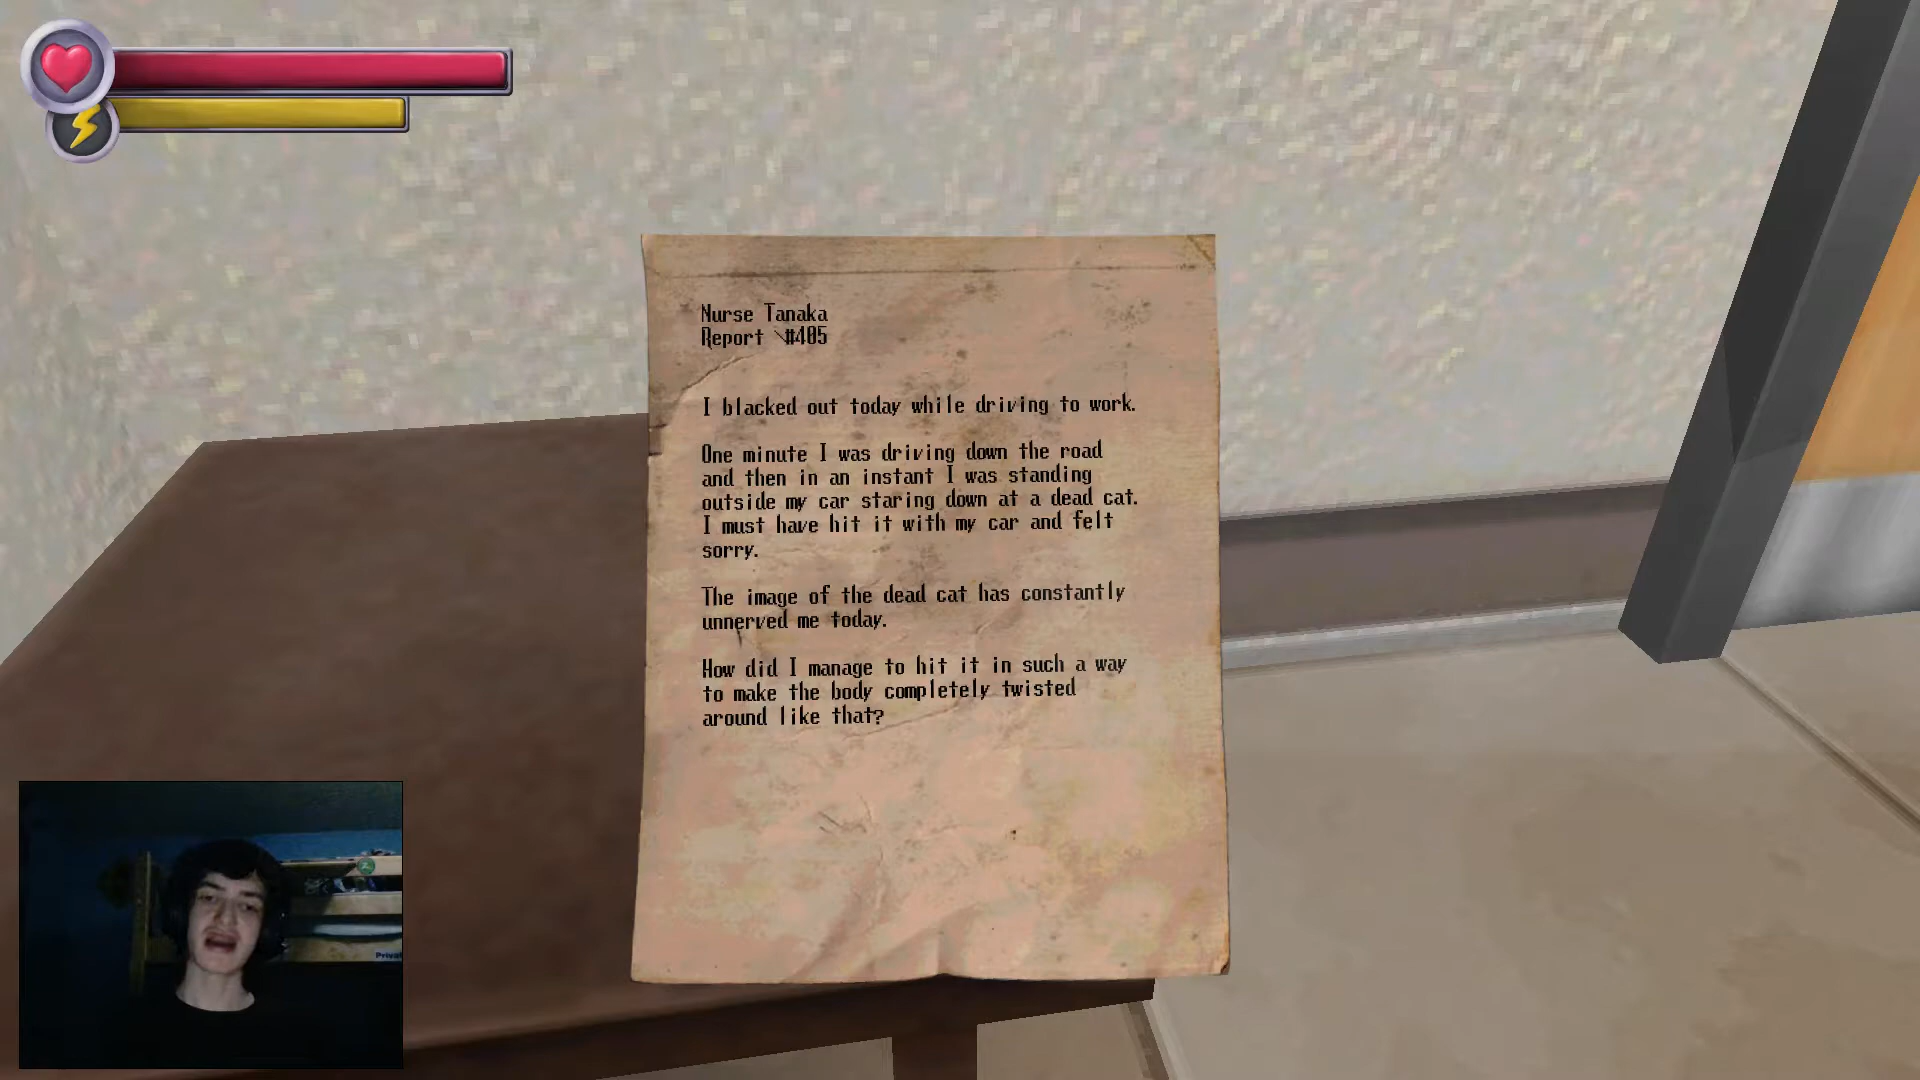 Nurse Tanaka
Report \#405
I blacked out today while driving to work.
One minute I was driving down the road
and then in an instant I was standing
outside my car staring down at a dead cat.
I must have hit it with my car and felt
sorry.
The image of the dead cat has constantly
unnerved me today.
How did I manage to hit it in such a way
to make the body completely twisted
around like that?